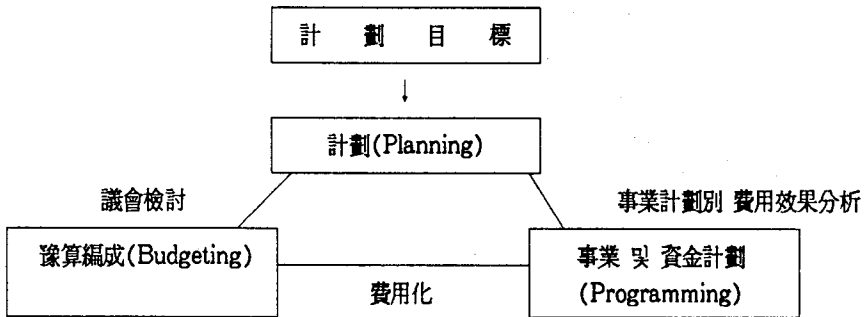 計 劃 目 標
計劃(Planning)
議會檢討
事業計劃別 費用效果分析
豫算編成(Budgeting)
事業 및 資金計劃
(Programming)
費用化